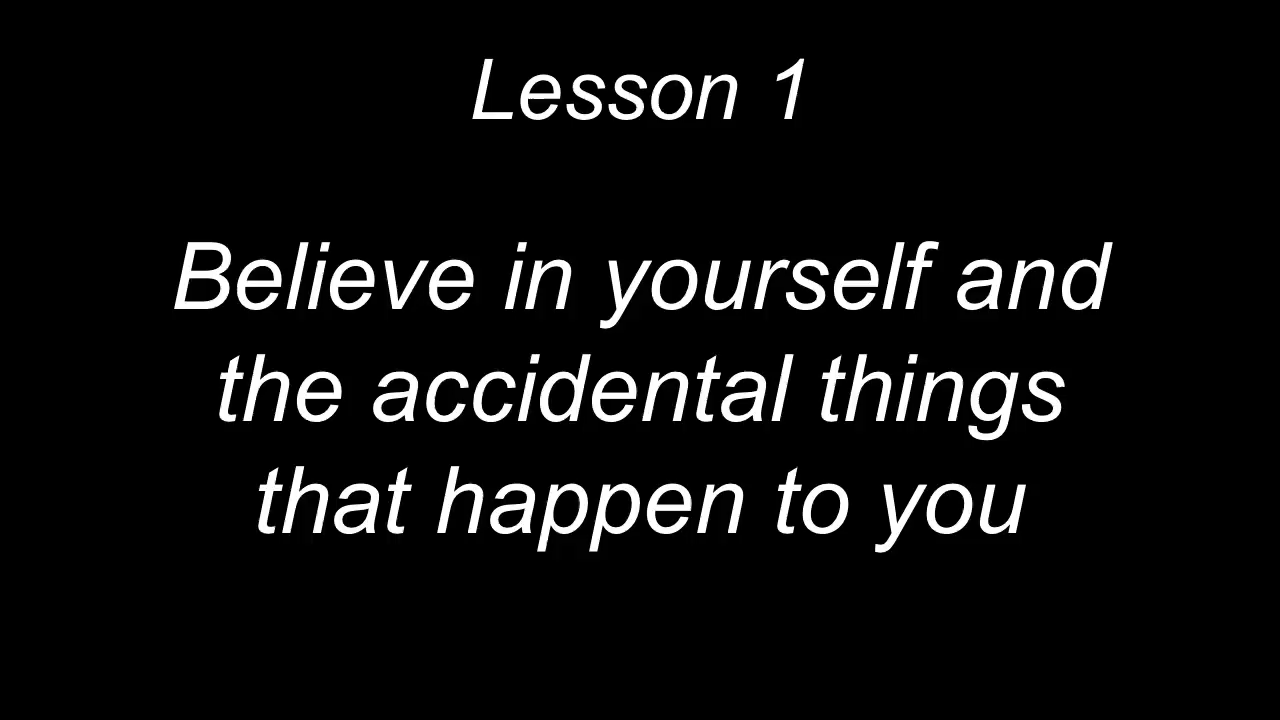 Lesson 1
Believe in yourself and
the accidental things
that happen to you